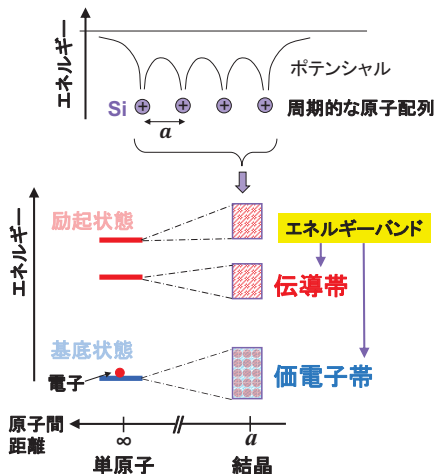 エネルギー
ポテンシャル
Si
+ + + +
周期的な原子配列
a
エネルギー
励起状態
エネルギーバンド
伝導帯
基底状態
電子
価電子帯
原子間
距離
∞
a
単原子
結晶